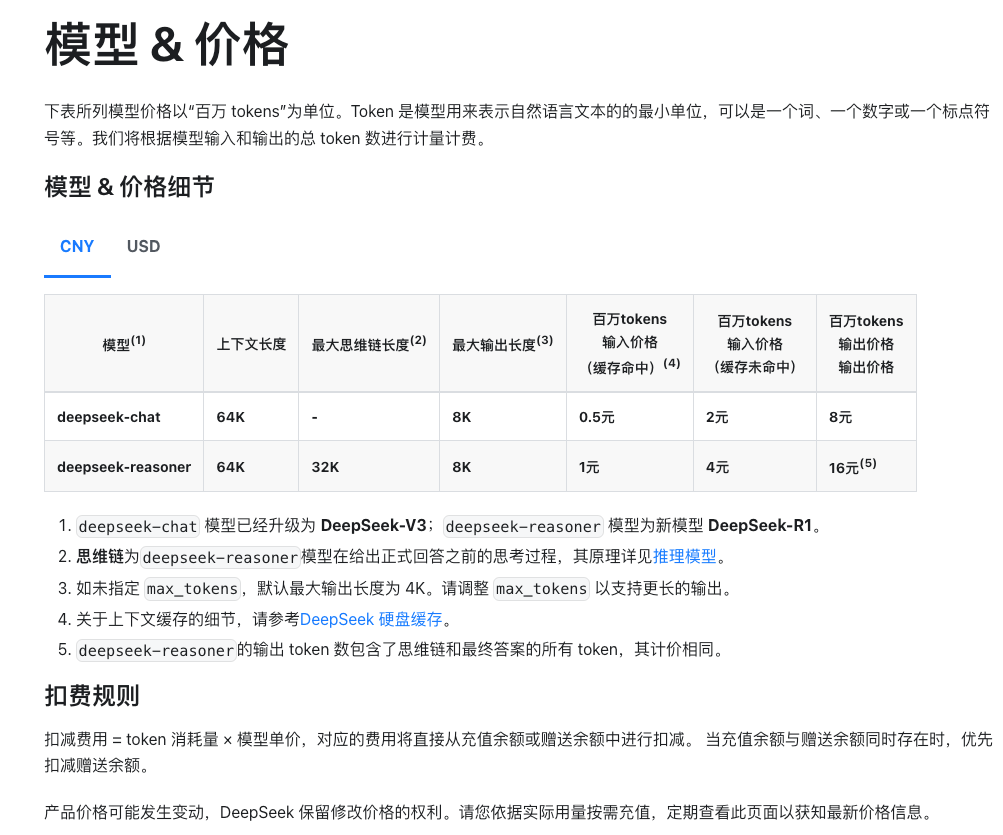 模型 & 价格
下表所列模型价格以“百万 tokens”为单位。Token 是模型用来表示自然语言文本的的最小单位，可以是一个词、一个数字或一个标点符
号等。我们将根据模型输入和输出的总 token 数进行计量计费。
模型 & 价格细节
CNY USD
模型(1) 上下文长度 最大思维链长度(2) 最大输出长度(3) 百万tokens 输入价格 （缓存命中）(4) 百万tokens 输入价格 （缓存未命中） 百万tokens 输出价格 输出价格
deepseek-chat 64K - 8K 0.5元 2元 8元
deepseek-reasoner 64K 32K 8K 1元 4元 16元(5)
1. deepseek-chat 模型已经升级为 DeepSeek-V3；deepseek-reasoner 模型为新模型 DeepSeek-R1。
2. 思维链为deepseek-reasoner模型在给出正式回答之前的思考过程，其原理详见推理模型。
3. 如未指定 max_tokens，默认最大输出长度为 4K。请调整 max_tokens 以支持更长的输出。
4. 关于上下文缓存的细节，请参考DeepSeek 硬盘缓存。
5. deepseek-reasoner的输出 token 数包含了思维链和最终答案的所有 token，其计价相同。
扣费规则
扣减费用 = token 消耗量 × 模型单价，对应的费用将直接从充值余额或赠送余额中进行扣减。 当充值余额与赠送余额同时存在时，优先
扣减赠送余额。
产品价格可能发生变动，DeepSeek 保留修改价格的权利。请您依据实际用量按需充值，定期查看此页面以获知最新价格信息。